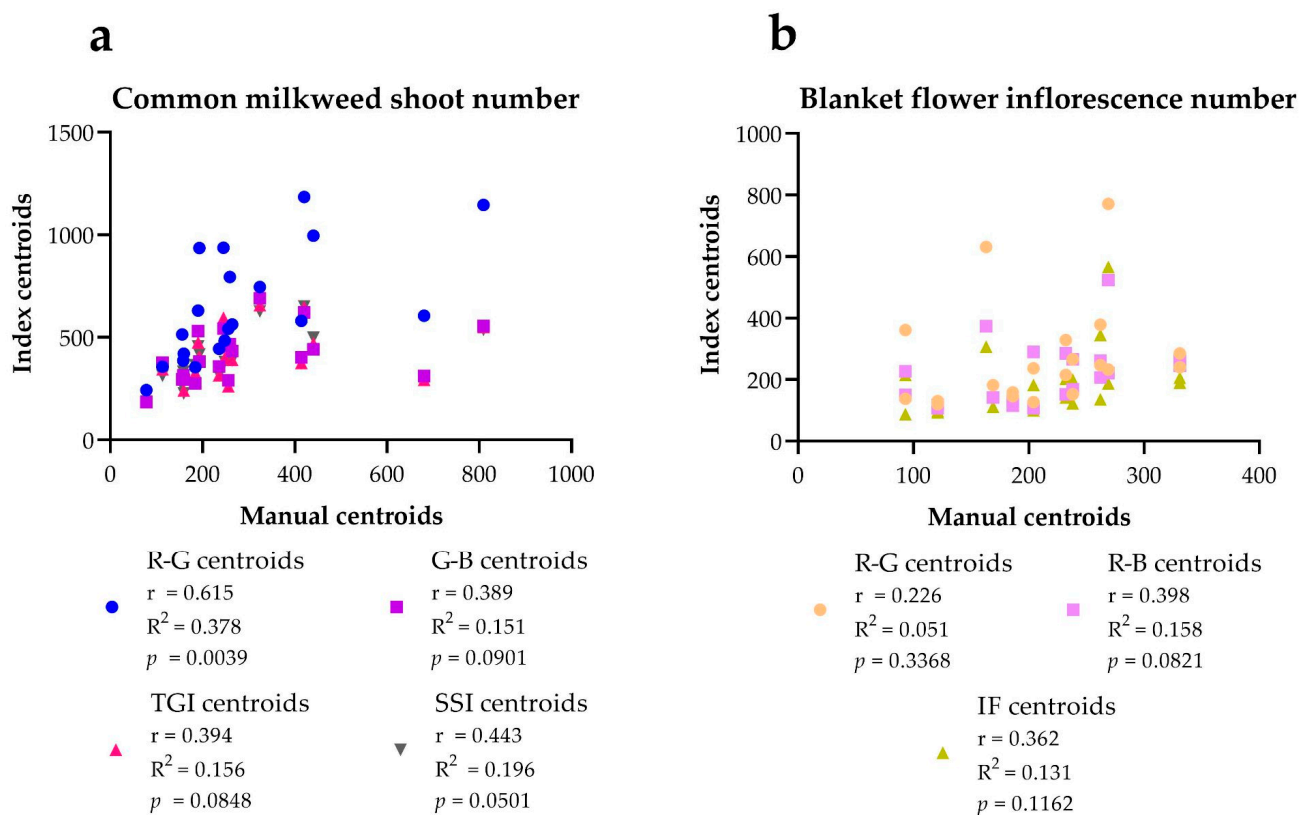 a
Common milkweed shoot number
1500
1000
500
0
Index centroids
0 200 400 600 800 1000
Manual centroids
R-G centroids
r = 0.615
R² = 0.378
p = 0.0039
G-B centroids
r = 0.389
R² = 0.151
p = 0.0901
TGI centroids
r = 0.394
R² = 0.156
p = 0.0848
SSI centroids
r = 0.443
R² = 0.196
p = 0.0501
b
Blanket flower inflorescence number
1000
800
600
400
200
0
Index centroids
0 100 200 300 400
Manual centroids
R-G centroids
r = 0.226
R² = 0.051
p = 0.3368
R-B centroids
r = 0.398
R² = 0.158
p = 0.0821
IF centroids
r = 0.362
R² = 0.131
p = 0.1162